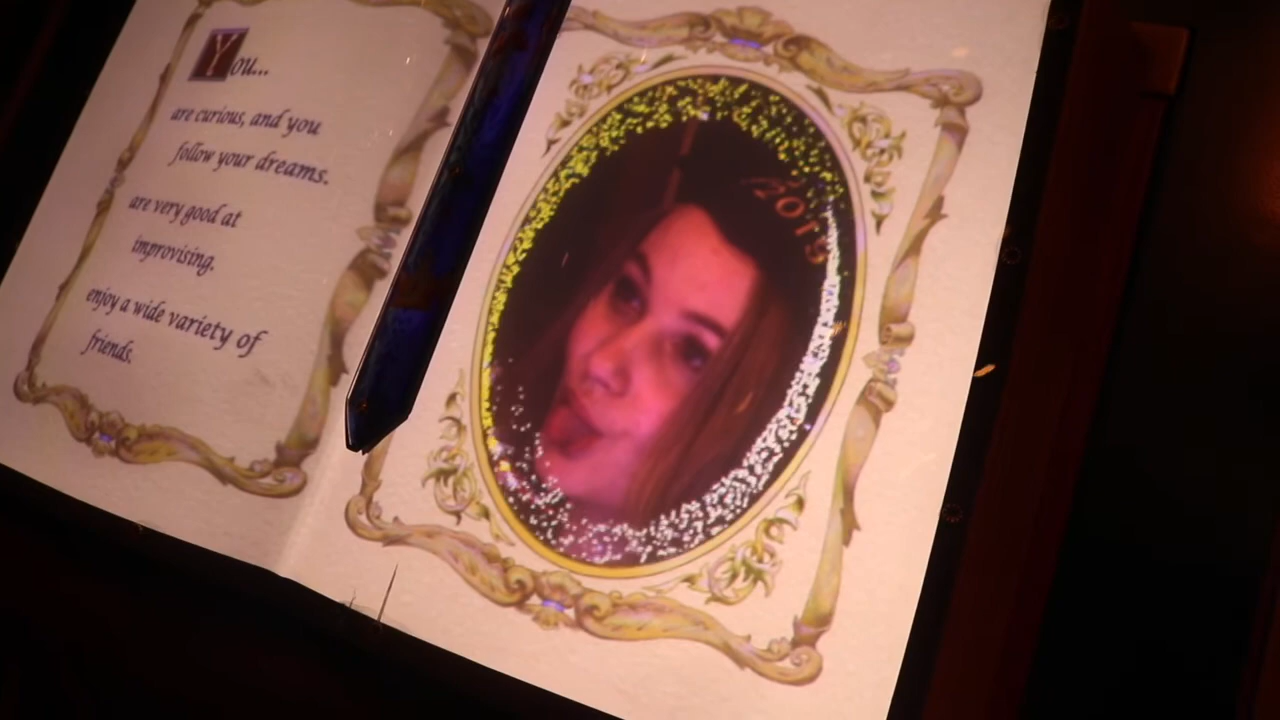 You...
are curious, and you
follow your dreams.
are very good at
improvising.
enjoy a wide variety of
friends.
2019